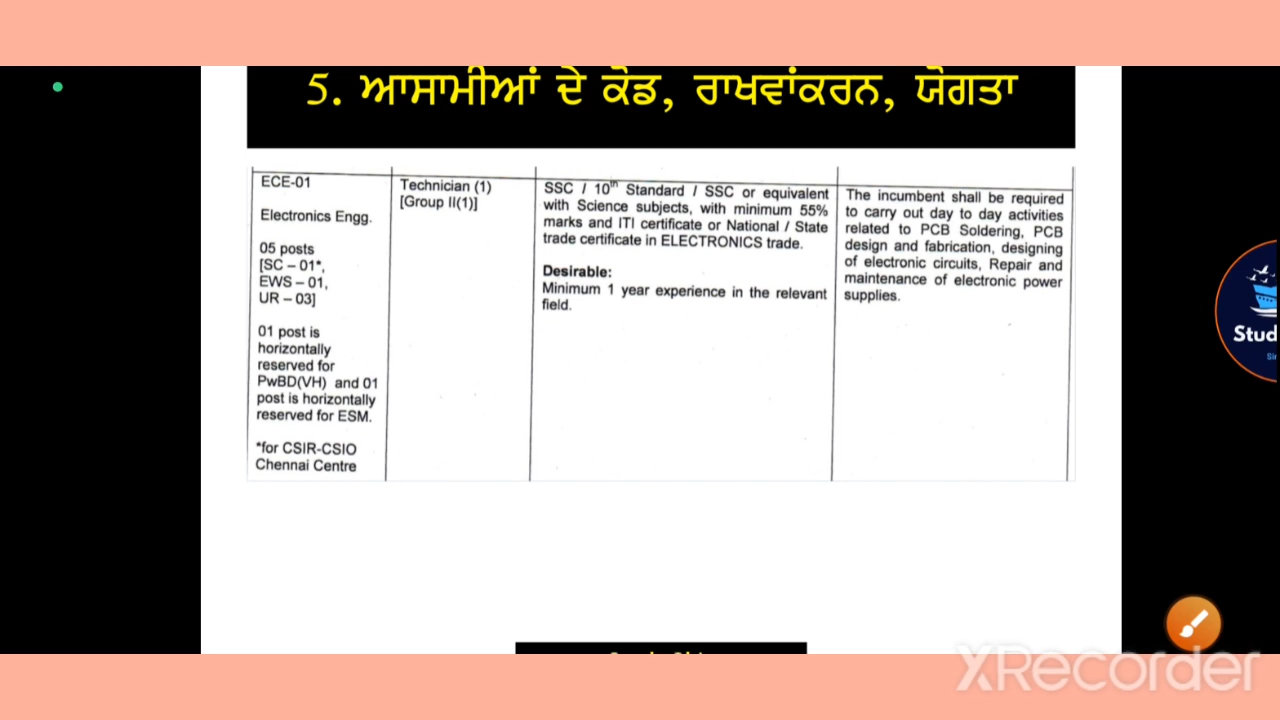 5. ਆਸਾਮੀਆਂ ਦੇ ਕੋਡ, ਰਾਖਵਾਂਕਰਨ, ਯੋਗਤਾ
ECE-01
Electronics Engg.
05 posts
[SC – 01*,
EWS – 01,
UR – 03]
01 post is
horizontally
reserved for
PwBD(VH) and 01
post is horizontally
reserved for ESM.
*for CSIR-CSIO
Chennai Centre
Technician (1)
[Group II(1)]
SSC / 10th Standard / SSC or equivalent
with Science subjects, with minimum 55%
marks and ITI certificate or National / State
trade certificate in ELECTRONICS trade.
Desirable:
Minimum 1 year experience in the relevant
field.
The incumbent shall be required
to carry out day to day activities
related to PCB Soldering, PCB
design and fabrication, designing
of electronic circuits, Repair and
maintenance of electronic power
supplies.
Stud
XRecorder